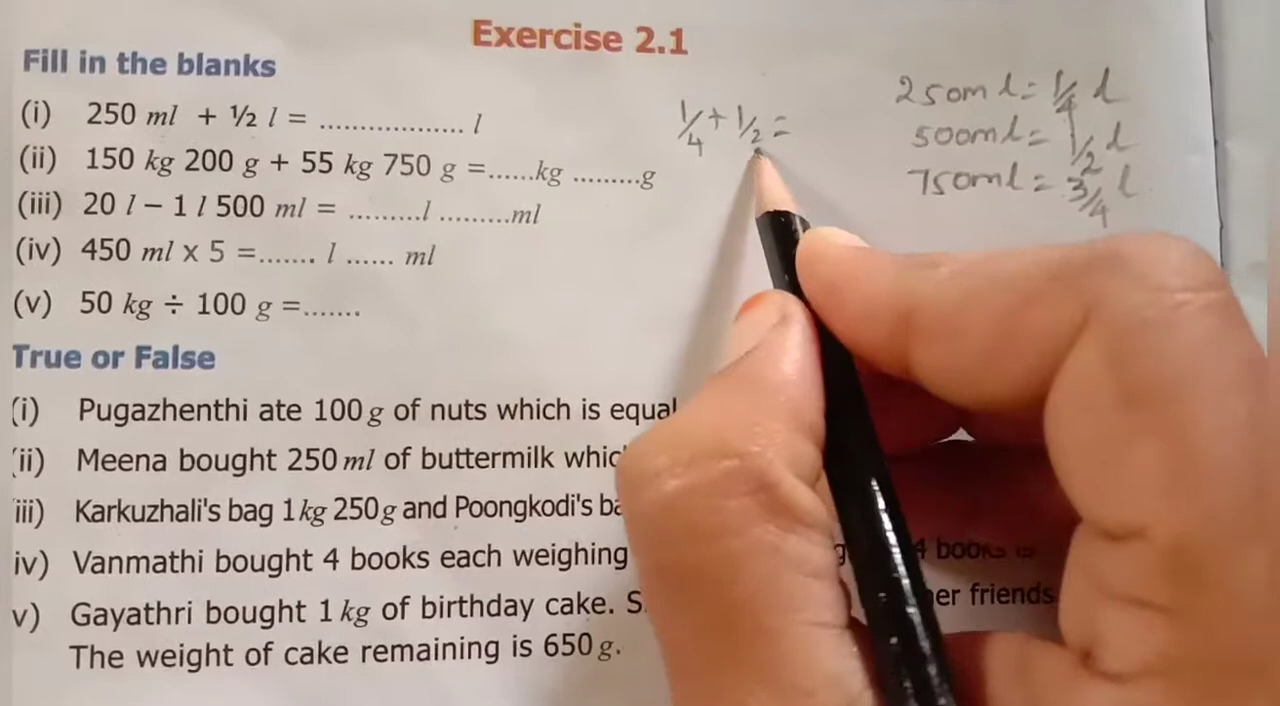 Exercise 2.1
Fill in the blanks
(i) 250 ml + ½ l = .................. l
(ii) 150 kg 200 g + 55 kg 750 g =......kg .........g
(iii) 20 l – 1 l 500 ml = .........l .........ml
(iv) 450 ml x 5 =....... l ...... ml
(v) 50 kg ÷ 100 g =.......
1/4 + 1/2 =
250ml = 1/4 l
500ml = 1/2 l
750ml = 3/4 l
True or False
(i) Pugazhenthi ate 100 g of nuts which is equal
(ii) Meena bought 250 ml of buttermilk
iii) Karkuzhali's bag 1 kg 250 g and Poongkodi's
iv) Vanmathi bought 4 books each weighing 4 books is
v) Gayathri bought 1 kg of birthday cake. friends
The weight of cake remaining is 650 g.